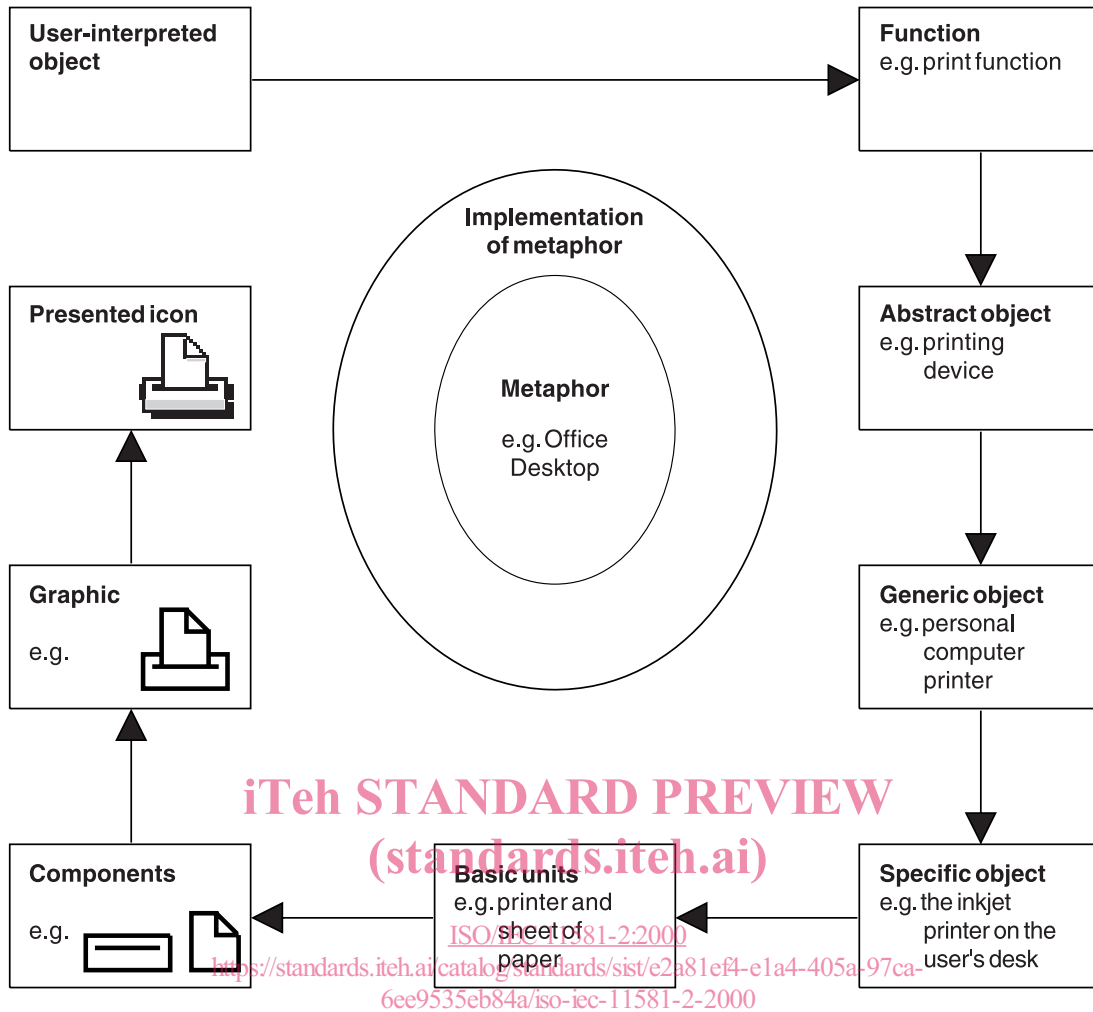 User-interpreted
object
Function
e.g. print function
Implementation
of metaphor
Presented icon
Abstract object
e.g. printing
device
Metaphor
e.g. Office
Desktop
Graphic
e.g.
Generic object
e.g. personal
computer
printer
iTeh STANDARD PREVIEW
(standards.iteh.ai)
Components
e.g.
Basic units
e.g. printer and
sheet of
paper
Specific object
e.g. the inkjet
printer on the
user's desk
ISO/IEC 11581-2:2000
https://standards.iteh.ai/catalog/standards/sist/e2a81ef4-e1a4-405a-97ca-
6ee9535eb84a/iso-iec-11581-2-2000